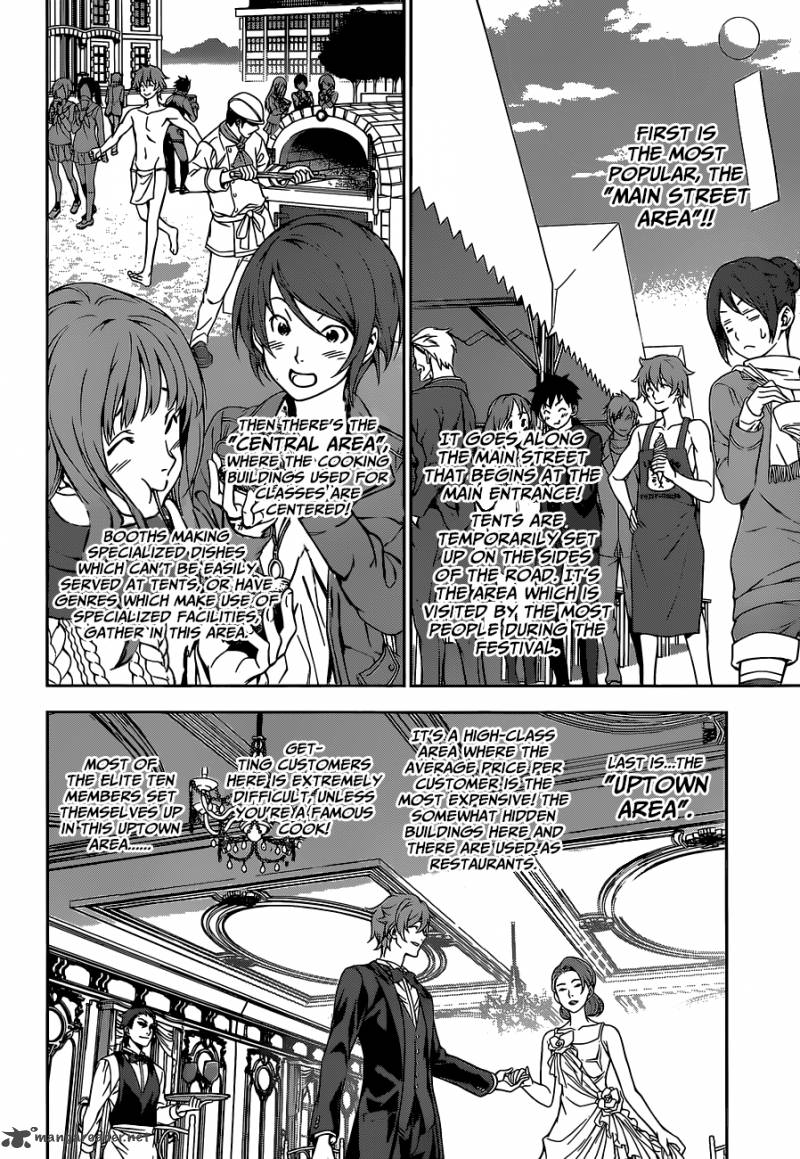 FIRST IS
THE MOST
POPULAR, THE
"MAIN STREET
AREA"!!
IT GOES ALONG
THE MAIN STREET
THAT BEGINS AT THE
MAIN ENTRANCE!
TENTS ARE
TEMPORARILY SET
UP ON THE SIDES
OF THE ROAD. IT'S
THE AREA WHICH IS
VISITED BY THE MOST
PEOPLE DURING THE
FESTIVAL.
THEN THERE'S THE
"CENTRAL AREA",
WHERE THE COOKING
BUILDINGS USED FOR
CLASSES ARE
CENTERED!
BOOTHS MAKING
SPECIALIZED DISHES
WHICH CAN'T BE EASILY
SERVED AT TENTS, OR HAVE
GENRES WHICH MAKE USE OF
SPECIALIZED FACILITIES,
GATHER IN THIS AREA.
LAST IS...THE
"UPTOWN
AREA".
IT'S A HIGH-CLASS
AREA WHERE THE
AVERAGE PRICE PER
CUSTOMER IS THE
MOST EXPENSIVE! THE
SOMEWHAT HIDDEN
BUILDINGS HERE AND
THERE ARE USED AS
RESTAURANTS.
GET-
TING CUSTOMERS
HERE IS EXTREMELY
DIFFICULT, UNLESS
YOU'RE A FAMOUS
COOK!
MOST OF
THE ELITE TEN
MEMBERS SET
THEMSELVES UP
IN THIS UPTOWN
AREA......
mangareader.net